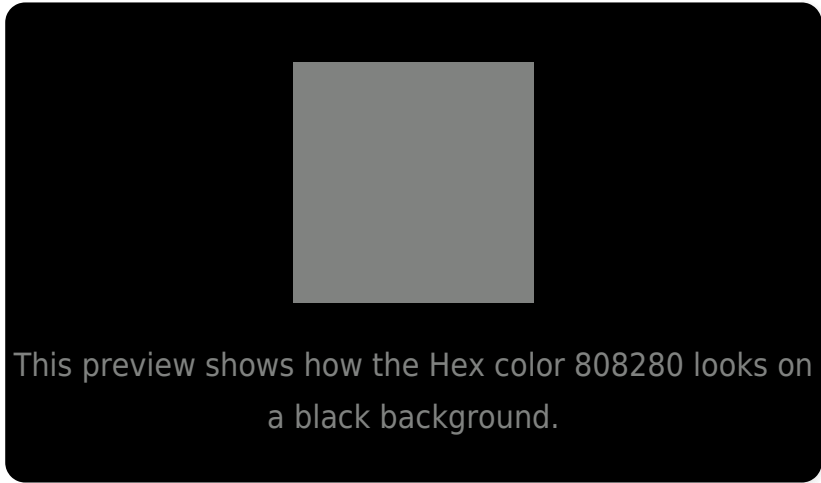 This preview shows how the Hex color 808280 looks on
a black background.